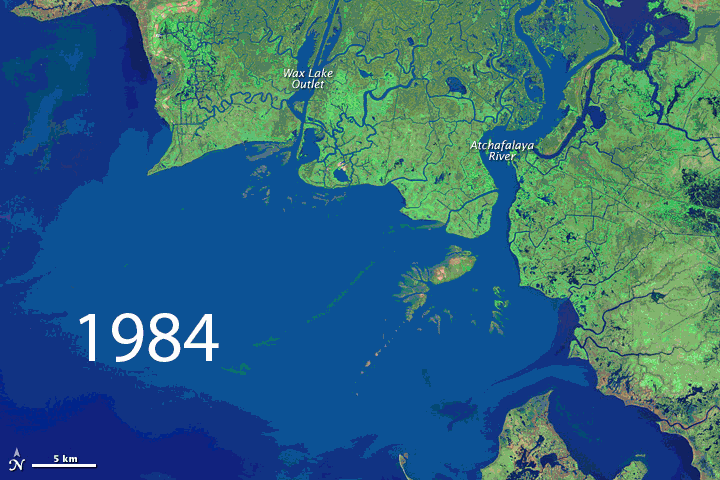 Wax Lake
Outlet
Atchafalaya
River
1984
N
5 km